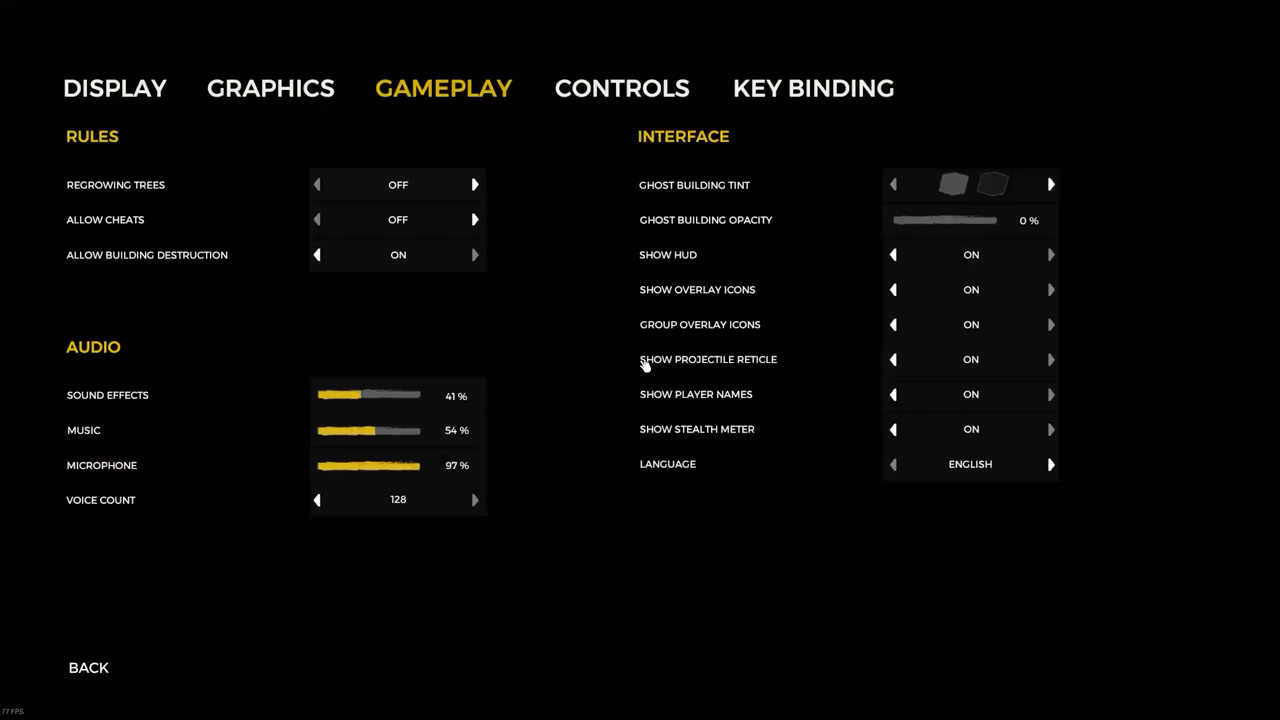 DISPLAY GRAPHICS GAMEPLAY CONTROLS KEY BINDING
RULES
REGROWING TREES OFF
ALLOW CHEATS OFF
ALLOW BUILDING DESTRUCTION ON
AUDIO
SOUND EFFECTS 41 %
MUSIC 54 %
MICROPHONE 97 %
VOICE COUNT 128
INTERFACE
GHOST BUILDING TINT
GHOST BUILDING OPACITY 0 %
SHOW HUD ON
SHOW OVERLAY ICONS ON
GROUP OVERLAY ICONS ON
SHOW PROJECTILE RETICLE ON
SHOW PLAYER NAMES ON
SHOW STEALTH METER ON
LANGUAGE ENGLISH
BACK
77 FPS